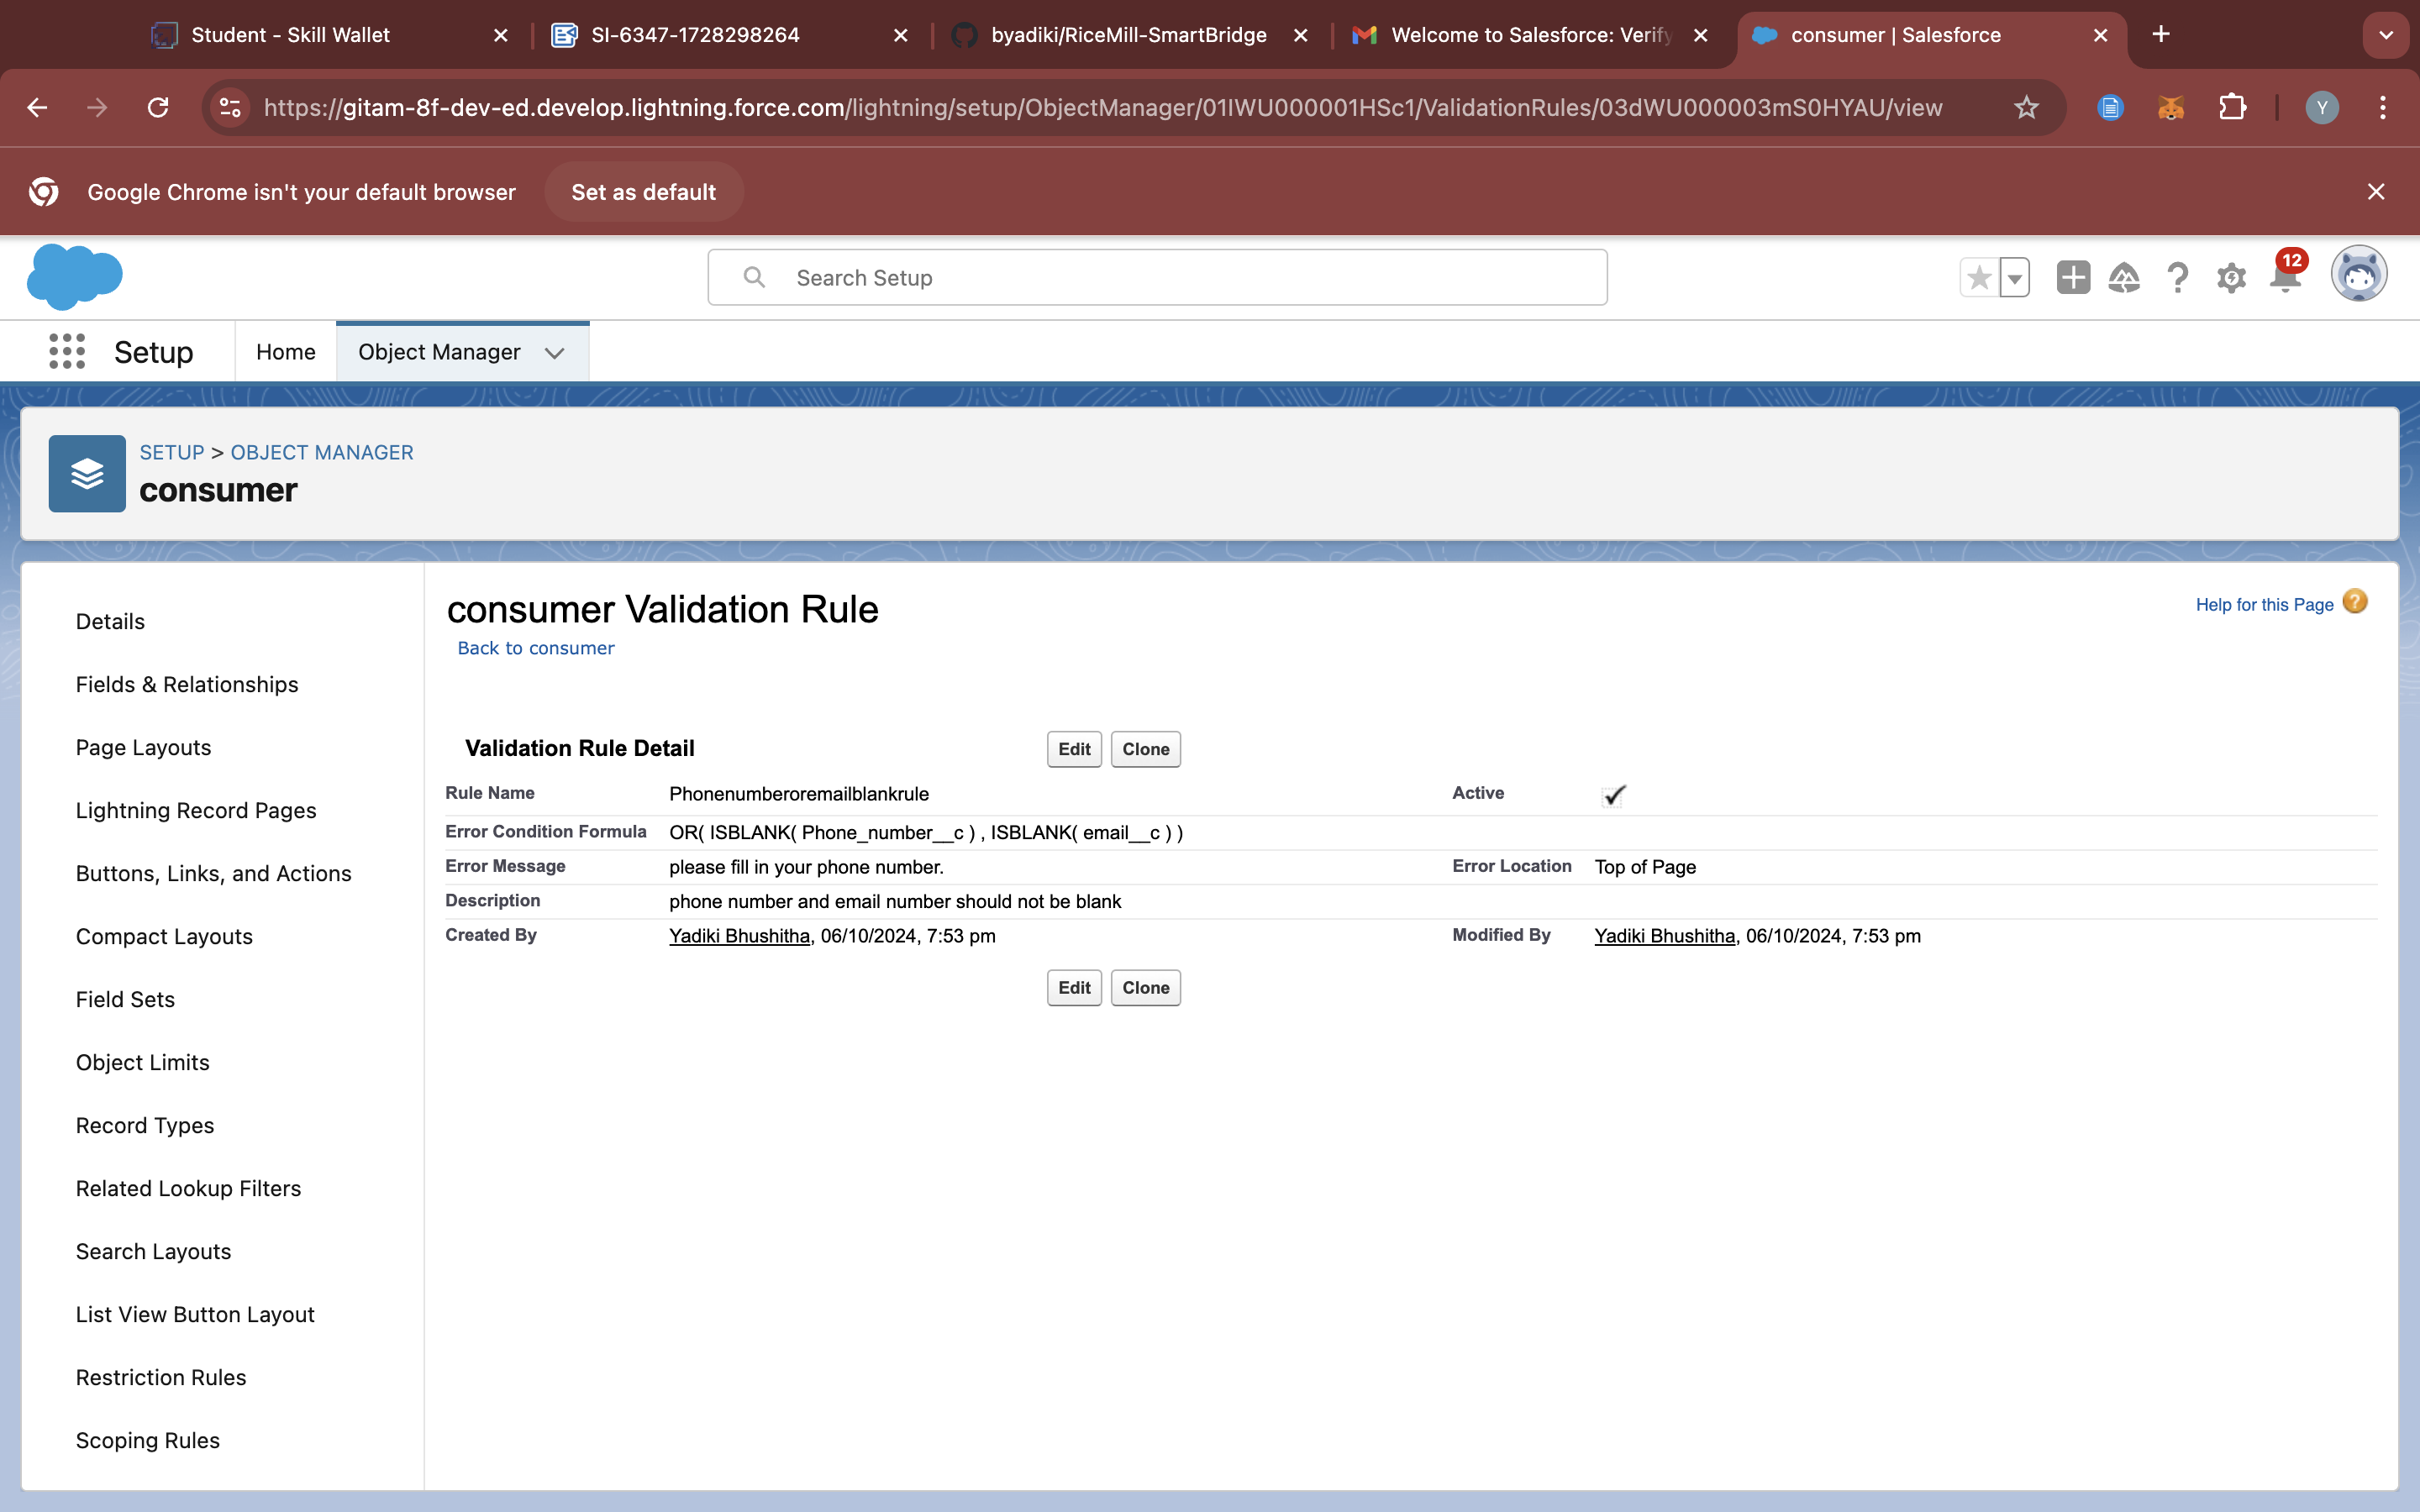 Student - Skill Wallet
SI-6347-1728298264
byadiki/RiceMill-SmartBridge
Welcome to Salesforce: Verify
consumer | Salesforce
https://gitam-8f-dev-ed.develop.lightning.force.com/lightning/setup/ObjectManager/01IWU000001HSc1/ValidationRules/03dWU000003mS0HYAU/view
Y
Google Chrome isn't your default browser
Set as default
Search Setup
12
Setup
Home
Object Manager
SETUP > OBJECT MANAGER
consumer
Details
Fields & Relationships
Page Layouts
Lightning Record Pages
Buttons, Links, and Actions
Compact Layouts
Field Sets
Object Limits
Record Types
Related Lookup Filters
Search Layouts
List View Button Layout
Restriction Rules
Scoping Rules
consumer Validation Rule
Help for this Page
Back to consumer
Validation Rule Detail
Edit Clone
Rule Name Phonenumberoremailblankrule Active
Error Condition Formula OR( ISBLANK( Phone_number__c ) , ISBLANK( email__c ) )
Error Message please fill in your phone number. Error Location Top of Page
Description phone number and email number should not be blank
Created By Yadiki Bhushitha, 06/10/2024, 7:53 pm Modified By Yadiki Bhushitha, 06/10/2024, 7:53 pm
Edit Clone